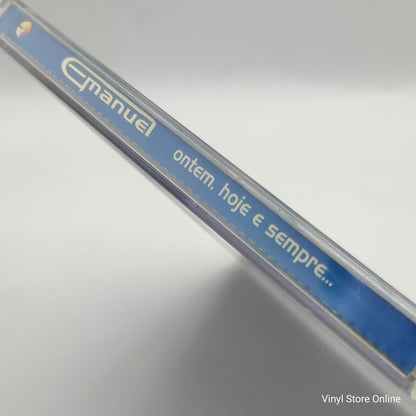 Emanuel
ontem, hoje e sempre...
Vinyl Store Online